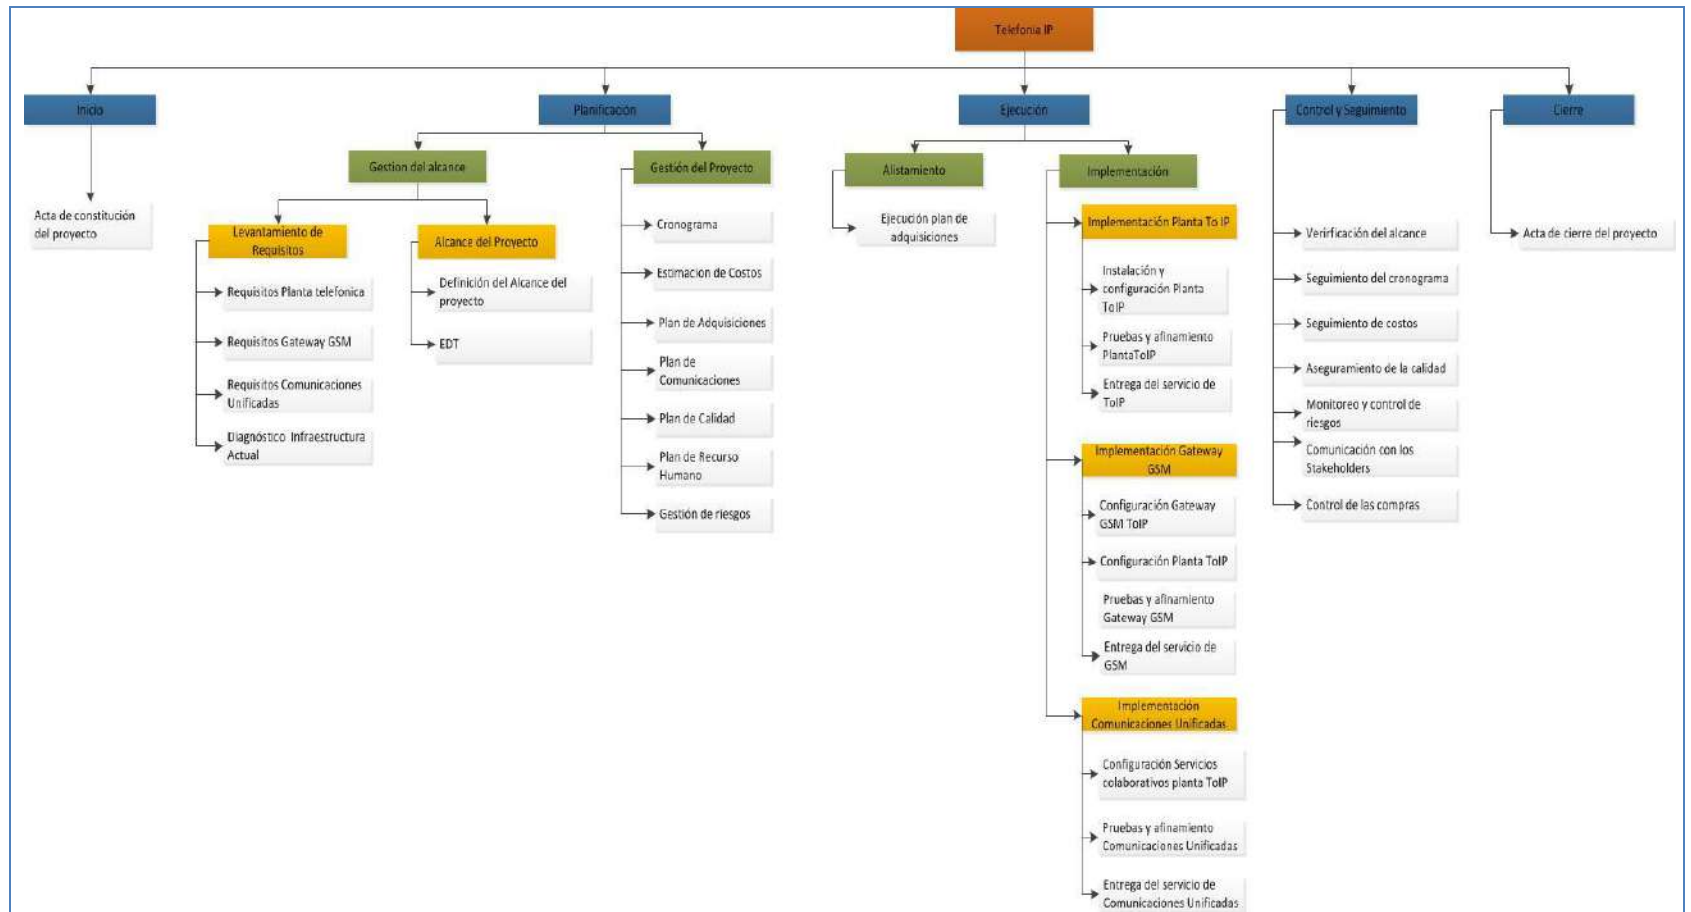 Telefonia IP
Inicio
Planificación
Ejecución
Control y Seguimiento
Cierre
Acta de constitución
del proyecto
Gestion del alcance
Gestión del Proyecto
Levantamiento de
Requisitos
Requisitos Planta telefonica
Requisitos Gateway GSM
Requisitos Comunicaciones
Unificadas
Diagnóstico Infraestructura
Actual
Alcance del Proyecto
Definición del Alcance del
proyecto
EDT
Cronograma
Estimacion de Costos
Plan de Adquisiciones
Plan de
Comunicaciones
Plan de Calidad
Plan de Recurso
Humano
Gestión de riesgos
Alistamiento
Ejecución plan de
adquisiciones
Implementación
Implementación Planta To IP
Instalación y
configuración Planta
ToIP
Pruebas y afinamiento
PlantaToIP
Entrega del servicio de
ToIP
Implementación Gateway
GSM
Configuración Gateway
GSM ToIP
Configuración Planta ToIP
Pruebas y afinamiento
Gateway GSM
Entrega del servicio de
GSM
Implementación
Comunicaciones Unificadas
Configuración Servicios
colaborativos planta ToIP
Pruebas y afinamiento
Comunicaciones Unificadas
Entrega del servicio de
Comunicaciones Unificadas
Verirficación del alcance
Seguimiento del cronograma
Seguimiento de costos
Aseguramiento de la calidad
Monitoreo y control de
riesgos
Comunicación con los
Stakeholders
Control de las compras
Acta de cierre del proyecto